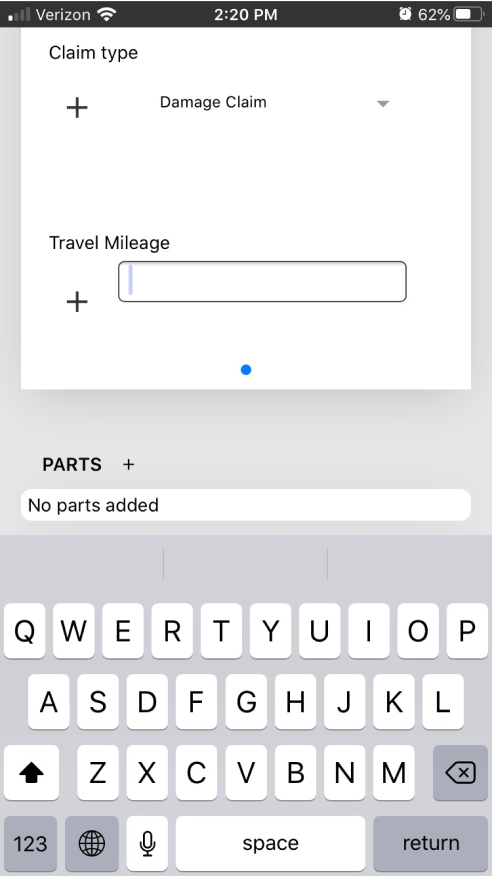 Verizon 2:20 PM 62%
Claim type
+ Damage Claim
Travel Mileage
+
PARTS +
No parts added
Q W E R T Y U I O P
A S D F G H J K L
Z X C V B N M
123 space return